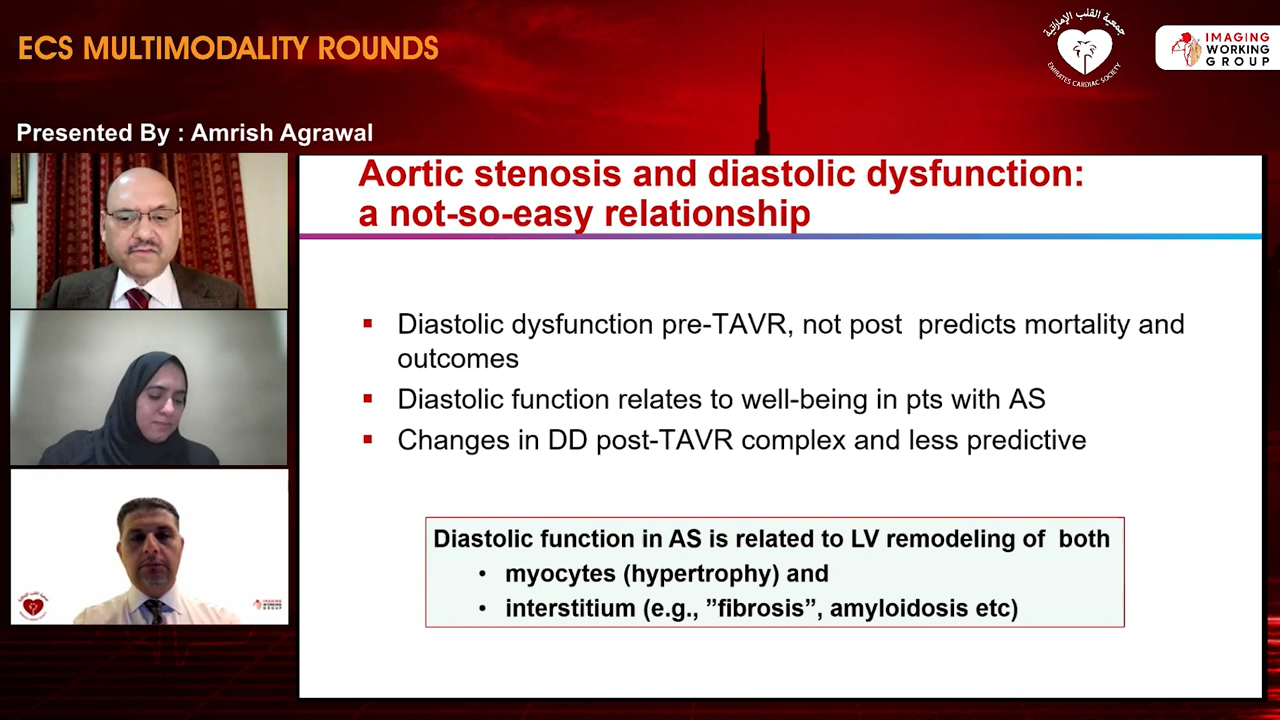 ECS MULTIMODALITY ROUNDS
جمعية القلب الإماراتية
EMIRATES CARDIAC SOCIETY
IMAGING
WORKING
GROUP
Presented By : Amrish Agrawal
Aortic stenosis and diastolic dysfunction:
a not-so-easy relationship
▪ Diastolic dysfunction pre-TAVR, not post predicts mortality and
outcomes
▪ Diastolic function relates to well-being in pts with AS
▪ Changes in DD post-TAVR complex and less predictive
Diastolic function in AS is related to LV remodeling of both
• myocytes (hypertrophy) and
• interstitium (e.g., ”fibrosis”, amyloidosis etc)
IMAGING
WORKING
GROUP